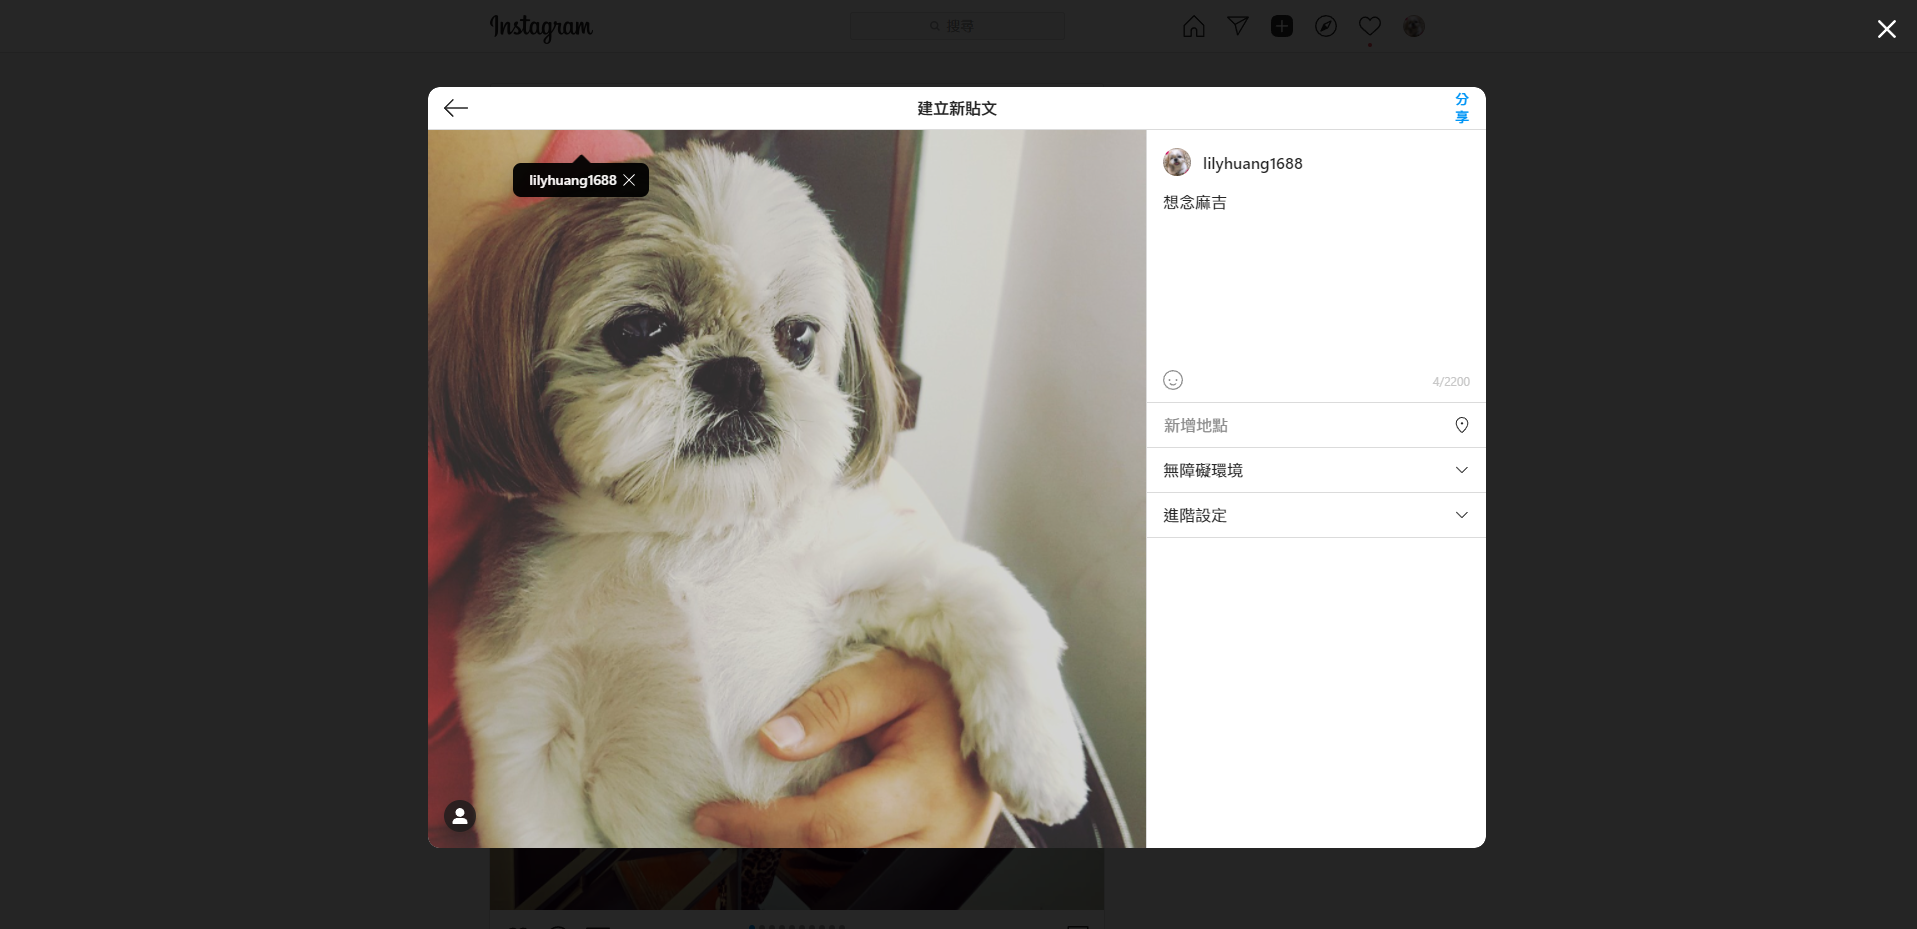 Instagram
搜尋
建立新貼文
分
享
lilyhuang1688
lilyhuang1688
想念麻吉
4/2200
新增地點
無障礙環境
進階設定